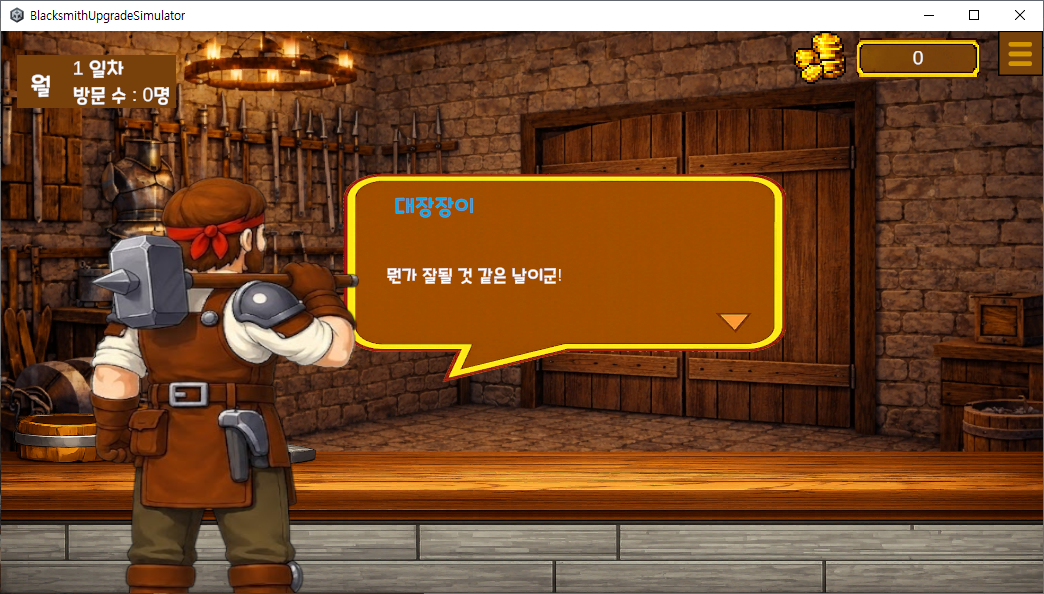 BlacksmithUpgradeSimulator
월
1 일차
방문 수 : 0명
0
대장장이
뭔가 잘될 것 같은 날이군!